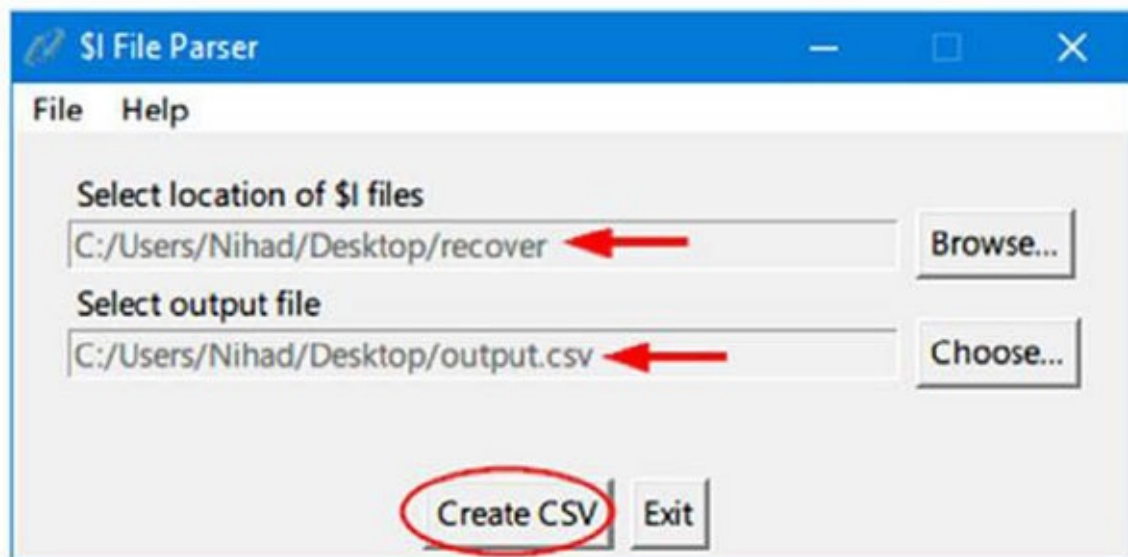 $I File Parser
File Help
Select location of $I files
C:/Users/Nihad/Desktop/recover
Browse...
Select output file
C:/Users/Nihad/Desktop/output.csv
Choose...
Create CSV
Exit